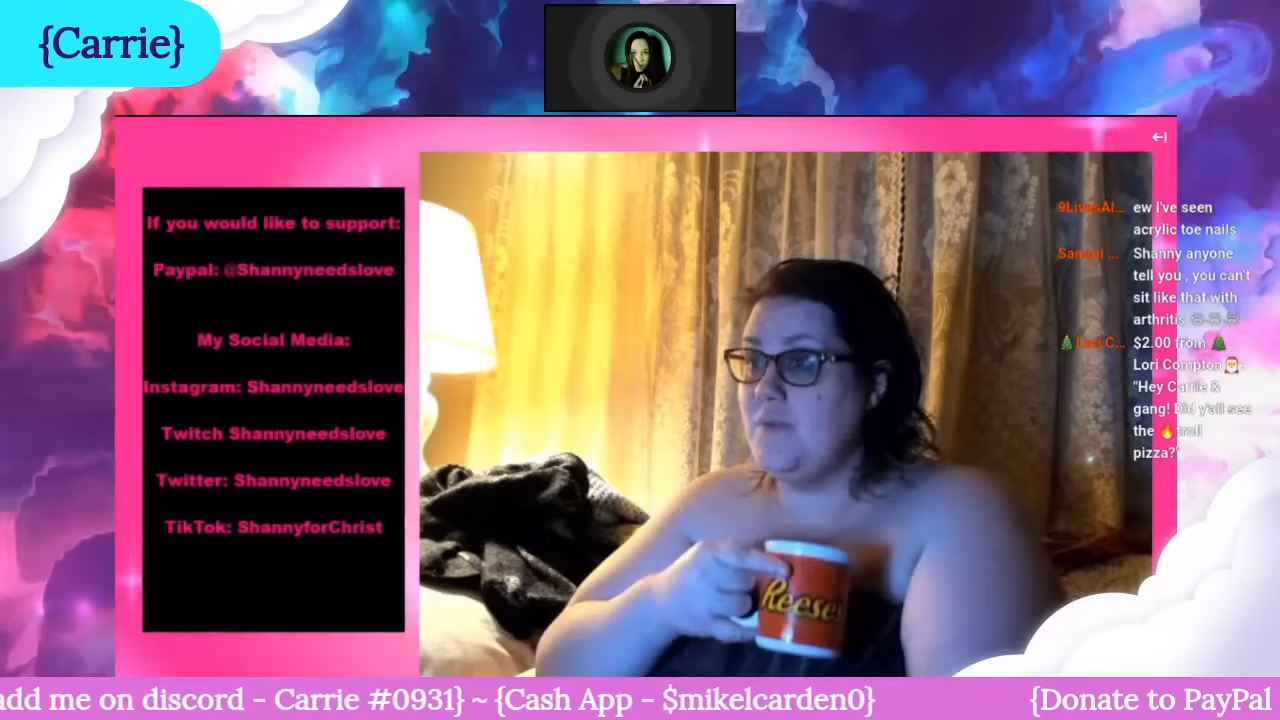 {Carrie}
If you would like to support:
Paypal: @Shannyneedslove
My Social Media:
Instagram: Shannyneedslove
Twitch Shannyneedslove
Twitter: Shannyneedslove
TikTok: ShannyforChrist
Reese's
ew I've seen
acrylic toe nails
Shanny anyone
tell you , you can't
sit like that with
arthritis
🎄 Lori C… $2.00 from 🎄
Lori Compton🎅:
"Hey Carrie &
gang! Did y'all see
the 🔥troll
pizza?"
add me on discord - Carrie #0931} ~ {Cash App - $mikelcarden0} {Donate to PayPal